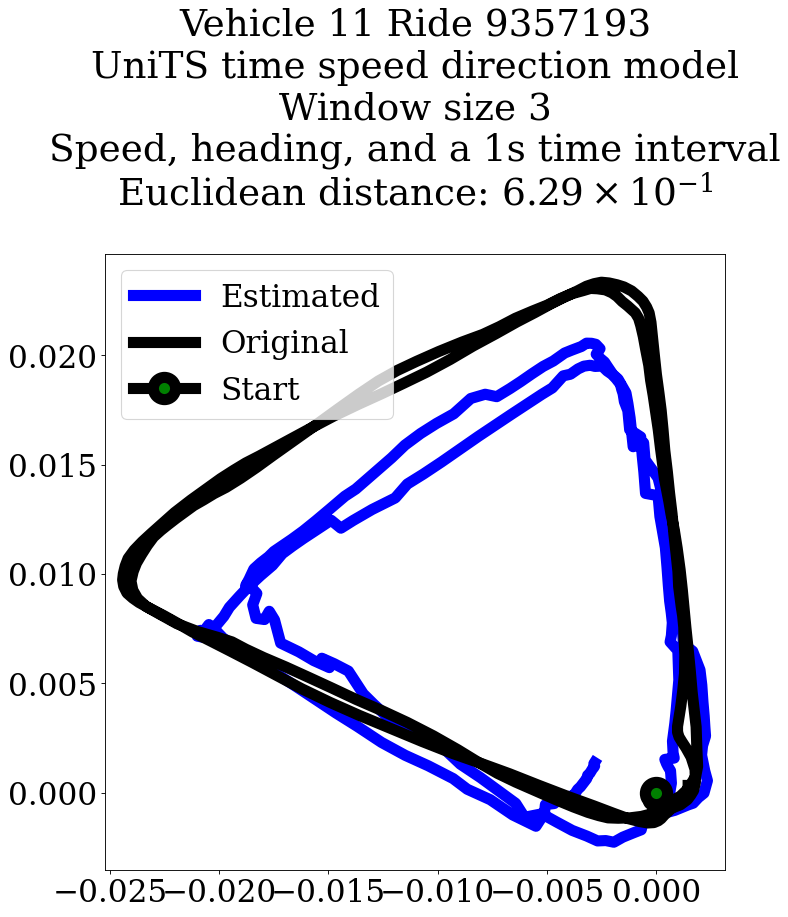 Vehicle 11 Ride 9357193
UniTS time speed direction model
Window size 3
Speed, heading, and a 1s time interval
Euclidean distance: 6.29 × 10⁻¹
Estimated
Original
Start
0.020
0.015
0.010
0.005
0.000
−0.025 −0.020 −0.015 −0.010 −0.005 0.000